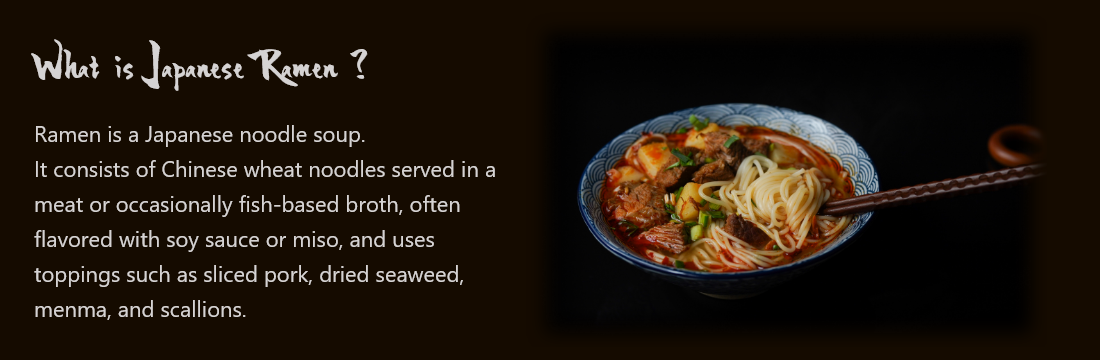 What is Japanese Ramen ?
Ramen is a Japanese noodle soup.
It consists of Chinese wheat noodles served in a
meat or occasionally fish-based broth, often
flavored with soy sauce or miso, and uses
toppings such as sliced pork, dried seaweed,
menma, and scallions.